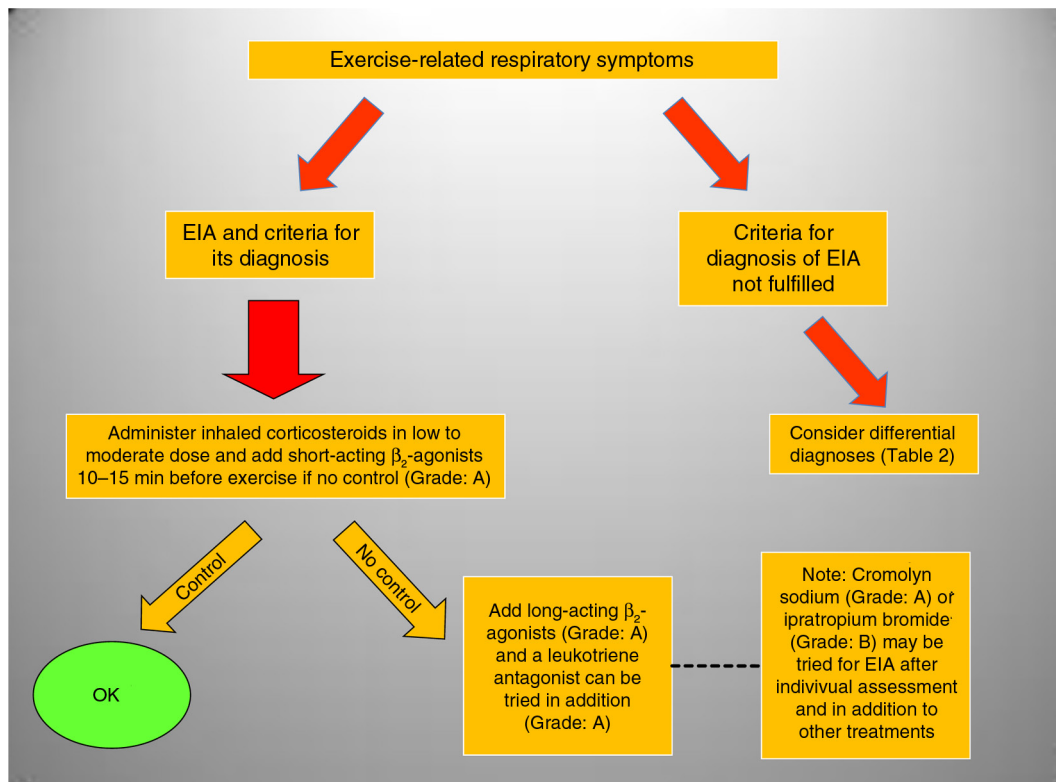 Exercise-related respiratory symptoms
EIA and criteria for
its diagnosis
Criteria for
diagnosis of EIA
not fulfilled
Administer inhaled corticosteroids in low to
moderate dose and add short-acting β₂-agonists
10–15 min before exercise if no control (Grade: A)
Consider differential
diagnoses (Table 2)
Control
No control
OK
Add long-acting β₂-
agonists (Grade: A)
and a leukotriene
antagonist can be
tried in addition
(Grade: A)
Note: Cromolyn
sodium (Grade: A) or
ipratropium bromide
(Grade: B) may be
tried for EIA after
indivivual assessment
and in addition to
other treatments